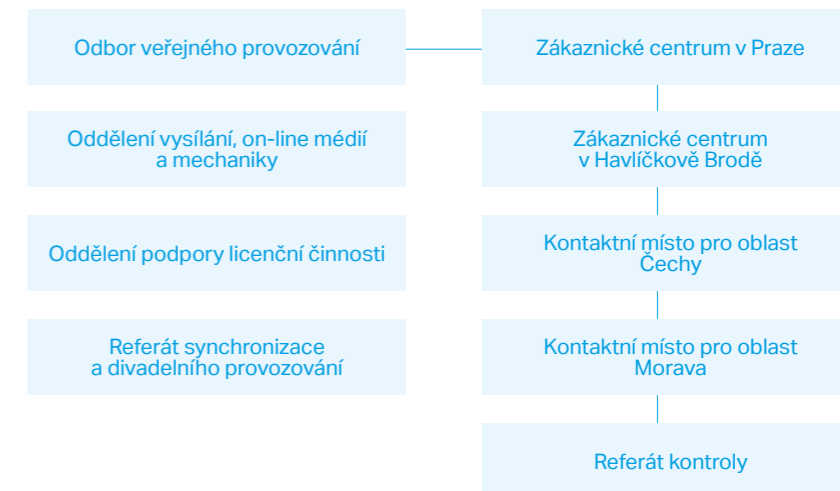 Odbor veřejného provozování
Oddělení vysílání, on-line médií
a mechaniky
Oddělení podpory licenční činnosti
Referát synchronizace
a divadelního provozování
Zákaznické centrum v Praze
Zákaznické centrum
v Havlíčkově Brodě
Kontaktní místo pro oblast
Čechy
Kontaktní místo pro oblast
Morava
Referát kontroly